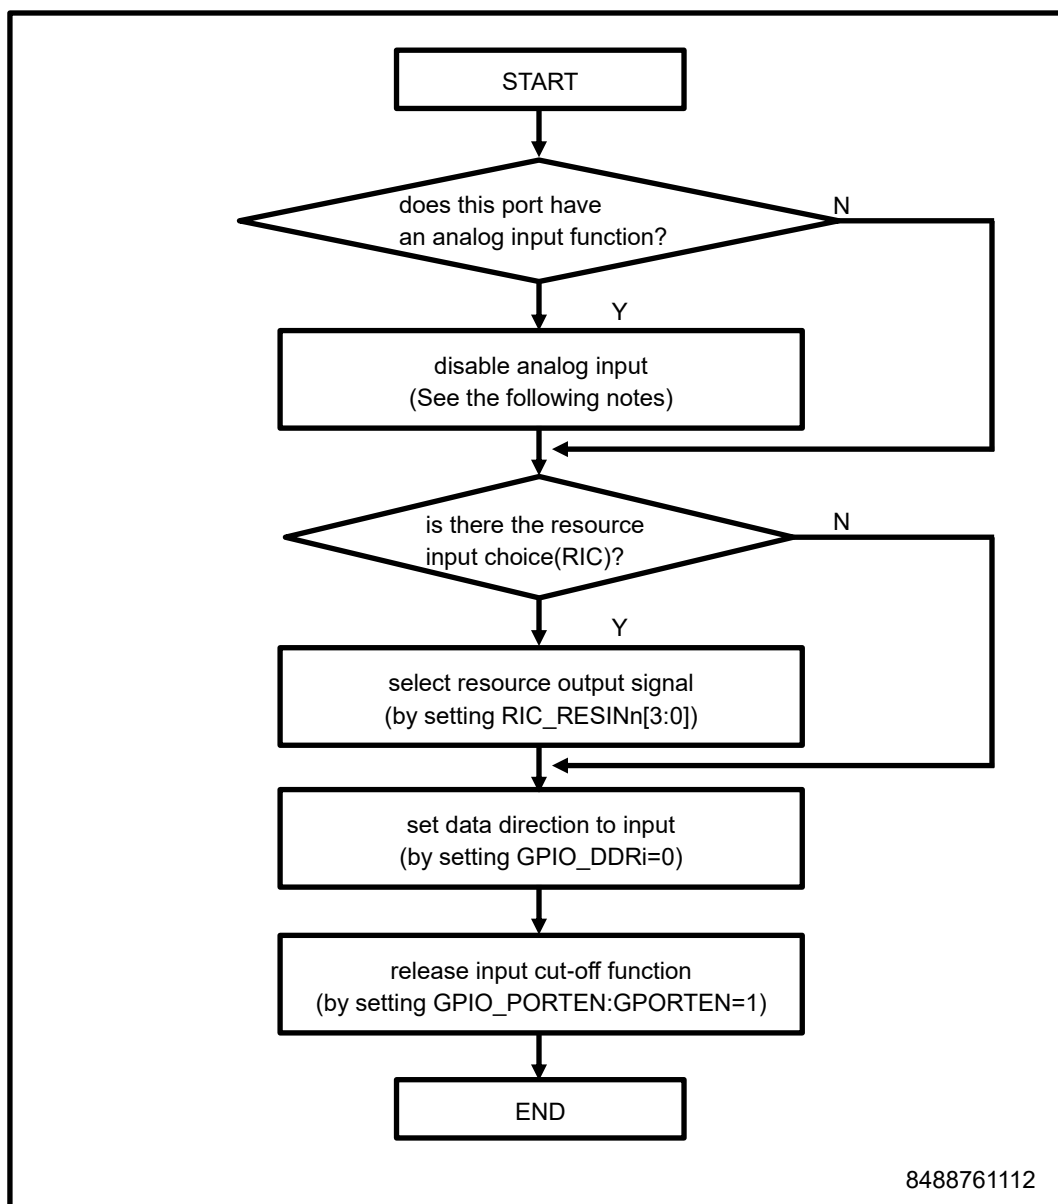 START
does this port have
an analog input function?
N
Y
disable analog input
(See the following notes)
is there the resource
input choice(RIC)?
N
Y
select resource output signal
(by setting RIC_RESINn[3:0])
set data direction to input
(by setting GPIO_DDRi=0)
release input cut-off function
(by setting GPIO_PORTEN:GPORTEN=1)
END
8488761112